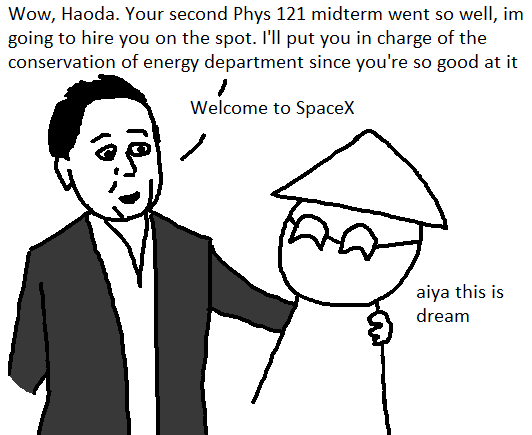 Wow, Haoda. Your second Phys 121 midterm went so well, im
going to hire you on the spot. I'll put you in charge of the
conservation of energy department since you're so good at it
Welcome to SpaceX
aiya this is
dream